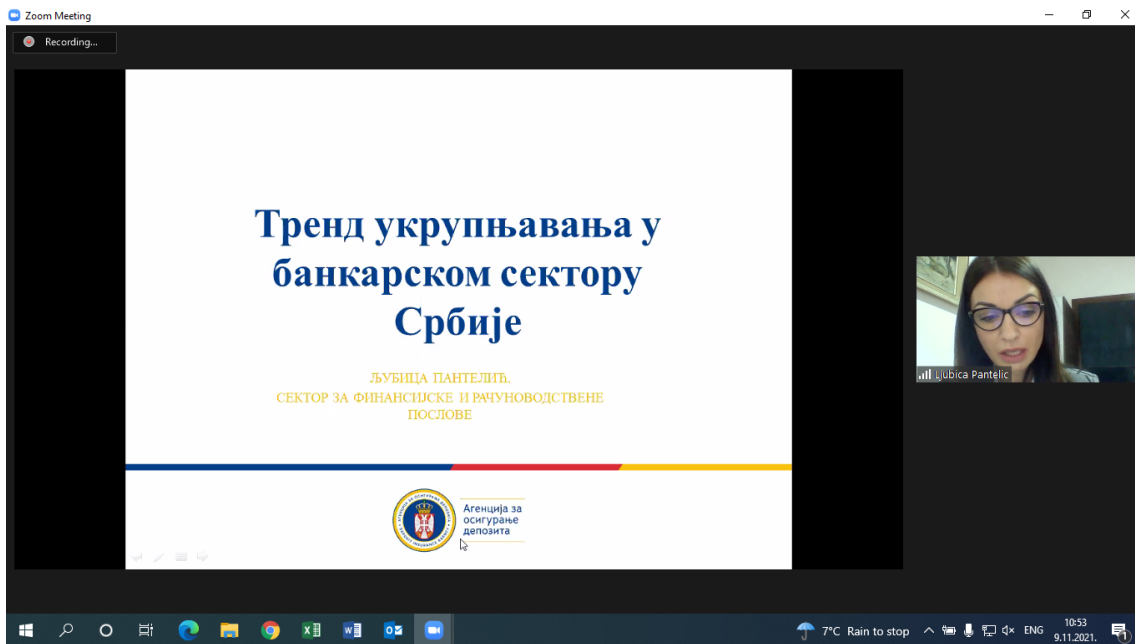 Zoom Meeting
Recording...
Тренд укрупњавања у
банкарском сектору
Србије
ЉУБИЦА ПАНТЕЛИЋ,
СЕКТОР ЗА ФИНАНСИЈСКЕ И РАЧУНОВОДСТВЕНЕ
ПОСЛОВЕ
Агенција за
осигурање
депозита
Ljubica Pantelic
7°C Rain to stop
ENG
10:53
9.11.2021.
1